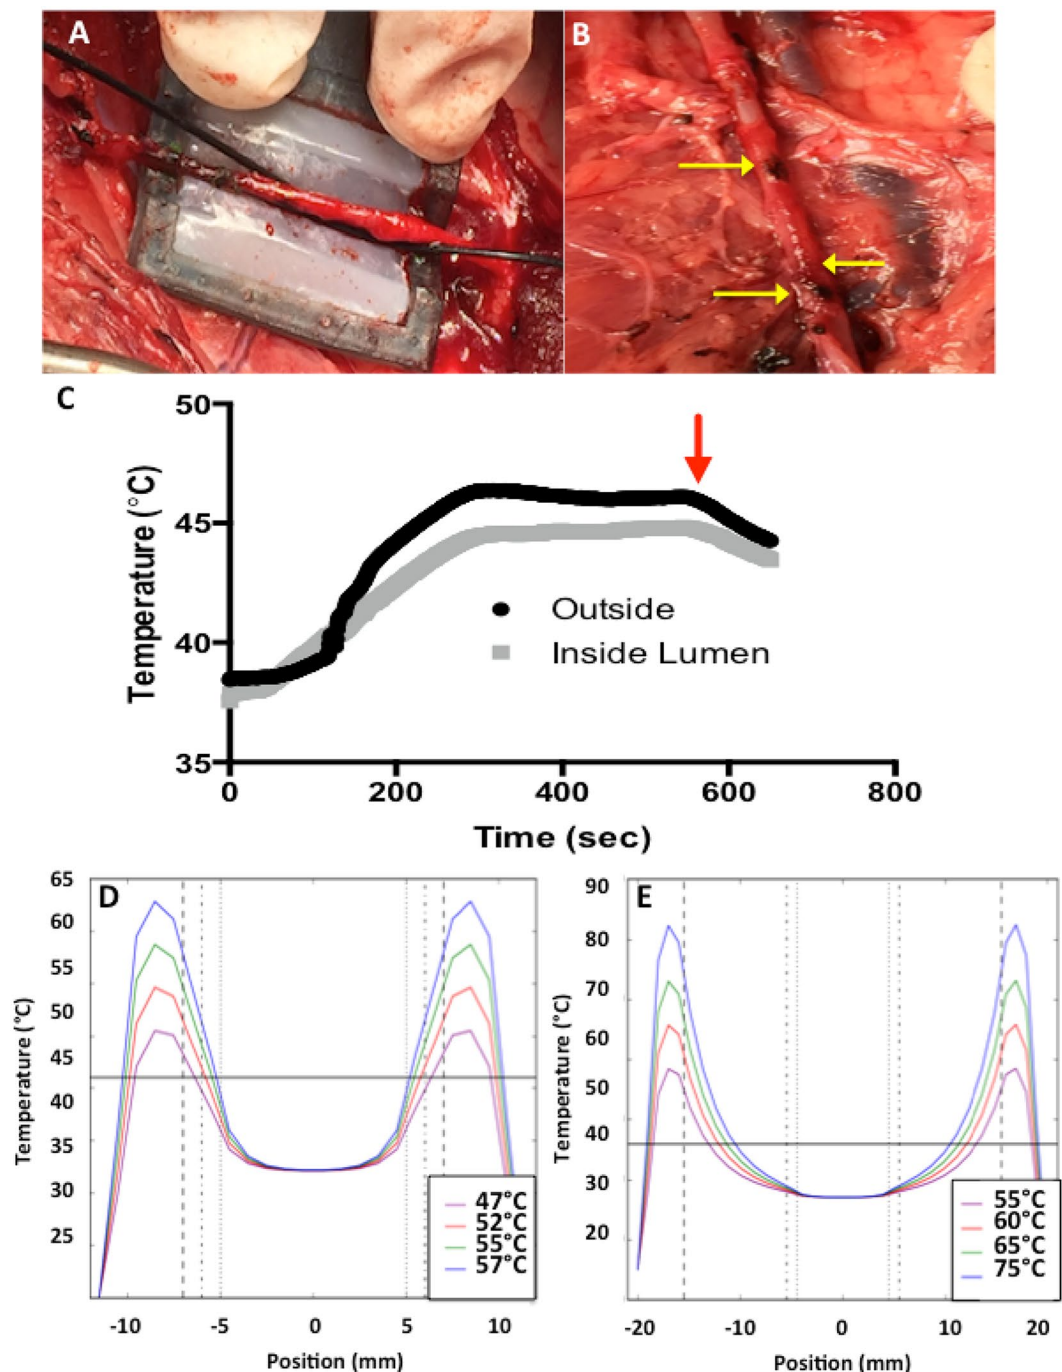 A
B
C
50
45
40
35
Temperature (°C)
Outside
Inside Lumen
0
200
400
600
800
Time (sec)
D
65
60
55
50
45
40
35
30
25
Temperature (°C)
47°C
52°C
55°C
57°C
-10
-5
0
5
10
Position (mm)
E
90
80
70
60
50
40
30
20
Temperature (°C)
55°C
60°C
65°C
75°C
-20
-10
0
10
20
Position (mm)